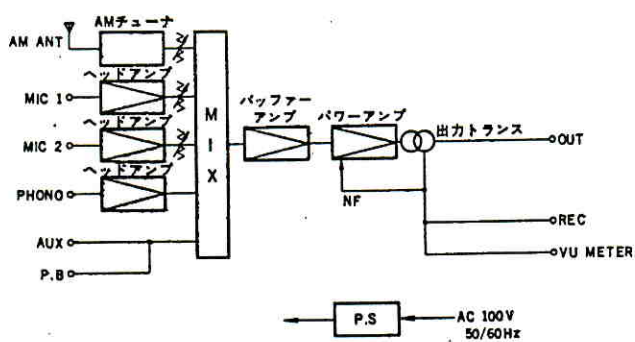 AMチューナ
AM ANT
ヘッドアンプ
MIC 1
ヘッドアンプ
MIC 2
ヘッドアンプ
PHONO
AUX
P.B
MIX
バッファー
アンプ
パワーアンプ
出力トランス
OUT
NF
REC
VU METER
P.S
AC 100V
50/60Hz